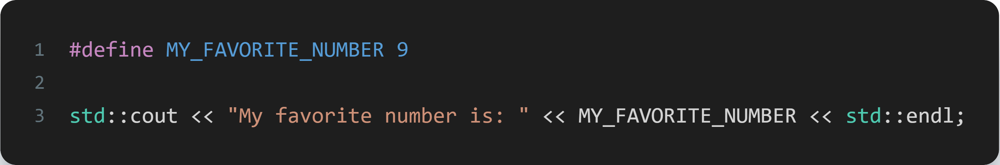 1 #define MY_FAVORITE_NUMBER 9
2
3 std::cout << "My favorite number is: " << MY_FAVORITE_NUMBER << std::endl;